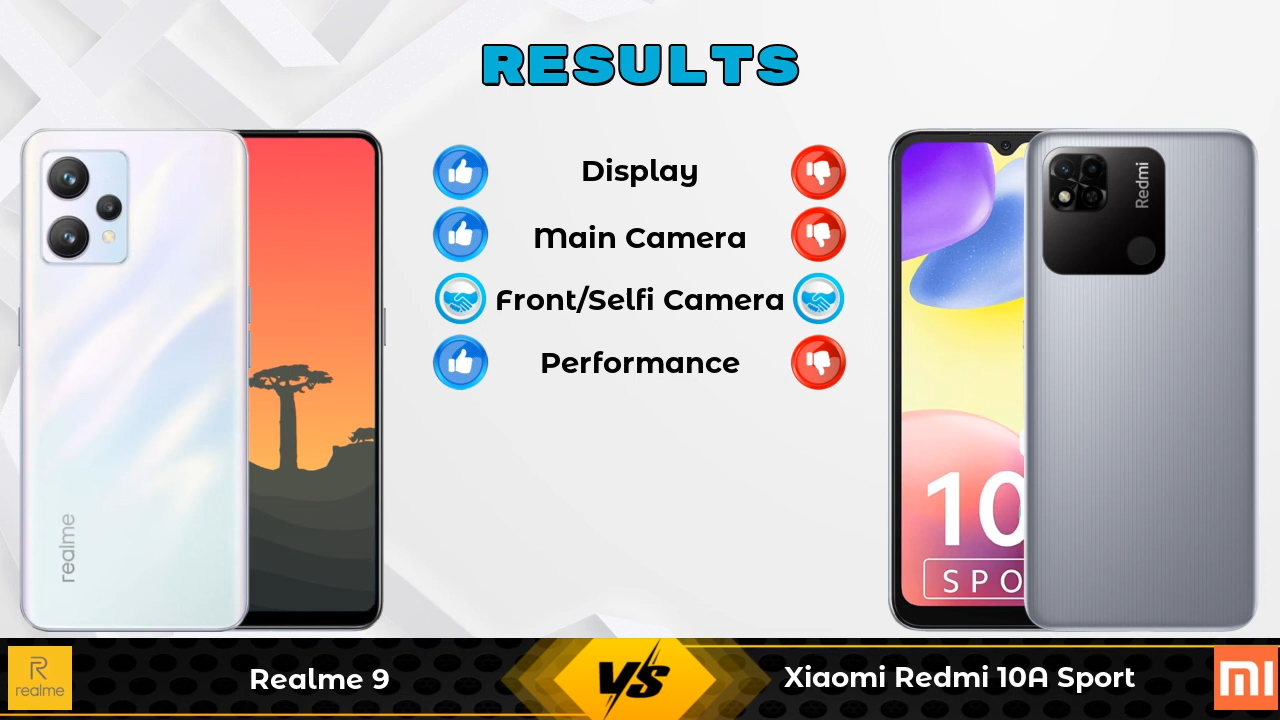 RESULTS
Display
Main Camera
Front/Selfi Camera
Performance
realme
Redmi
10
SPO
R
realme
Realme 9
VS
Xiaomi Redmi 10A Sport
mi